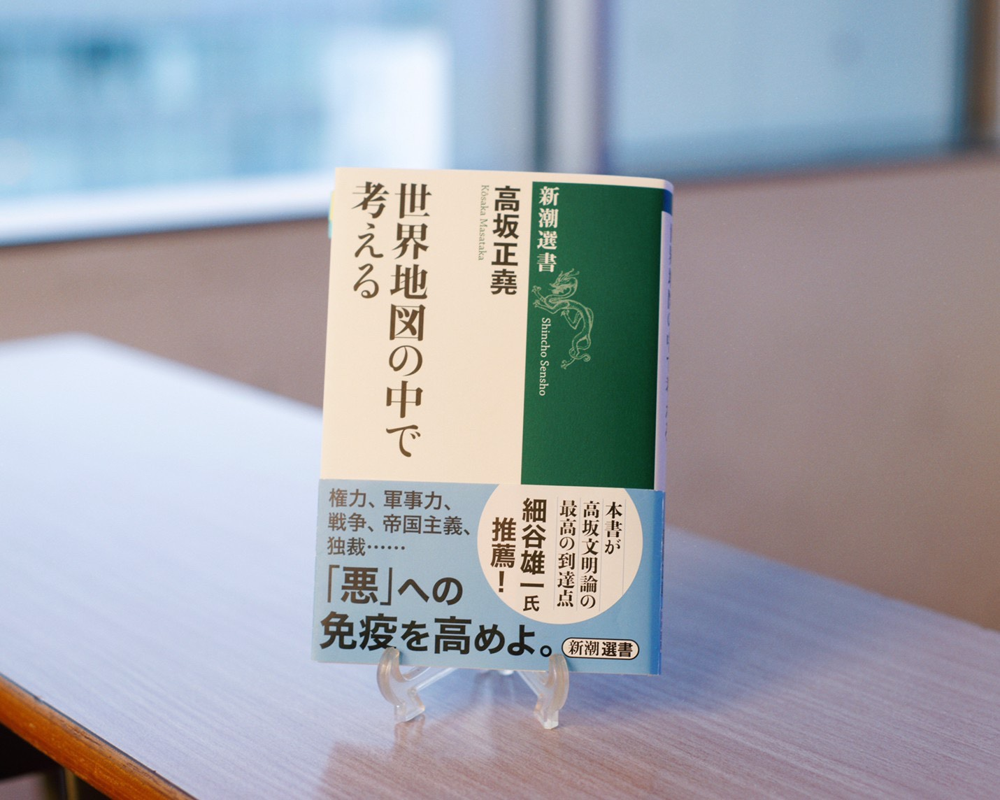 新潮選書
Shincho Sensho
高坂正堯
Kōsaka Masataka
世界地図の中で
考える
本書が
高坂文明論の
最高の到達点
細谷雄一氏
推薦！
権力、軍事力、
戦争、帝国主義、
独裁……
「悪」への
免疫を高めよ。
新潮選書